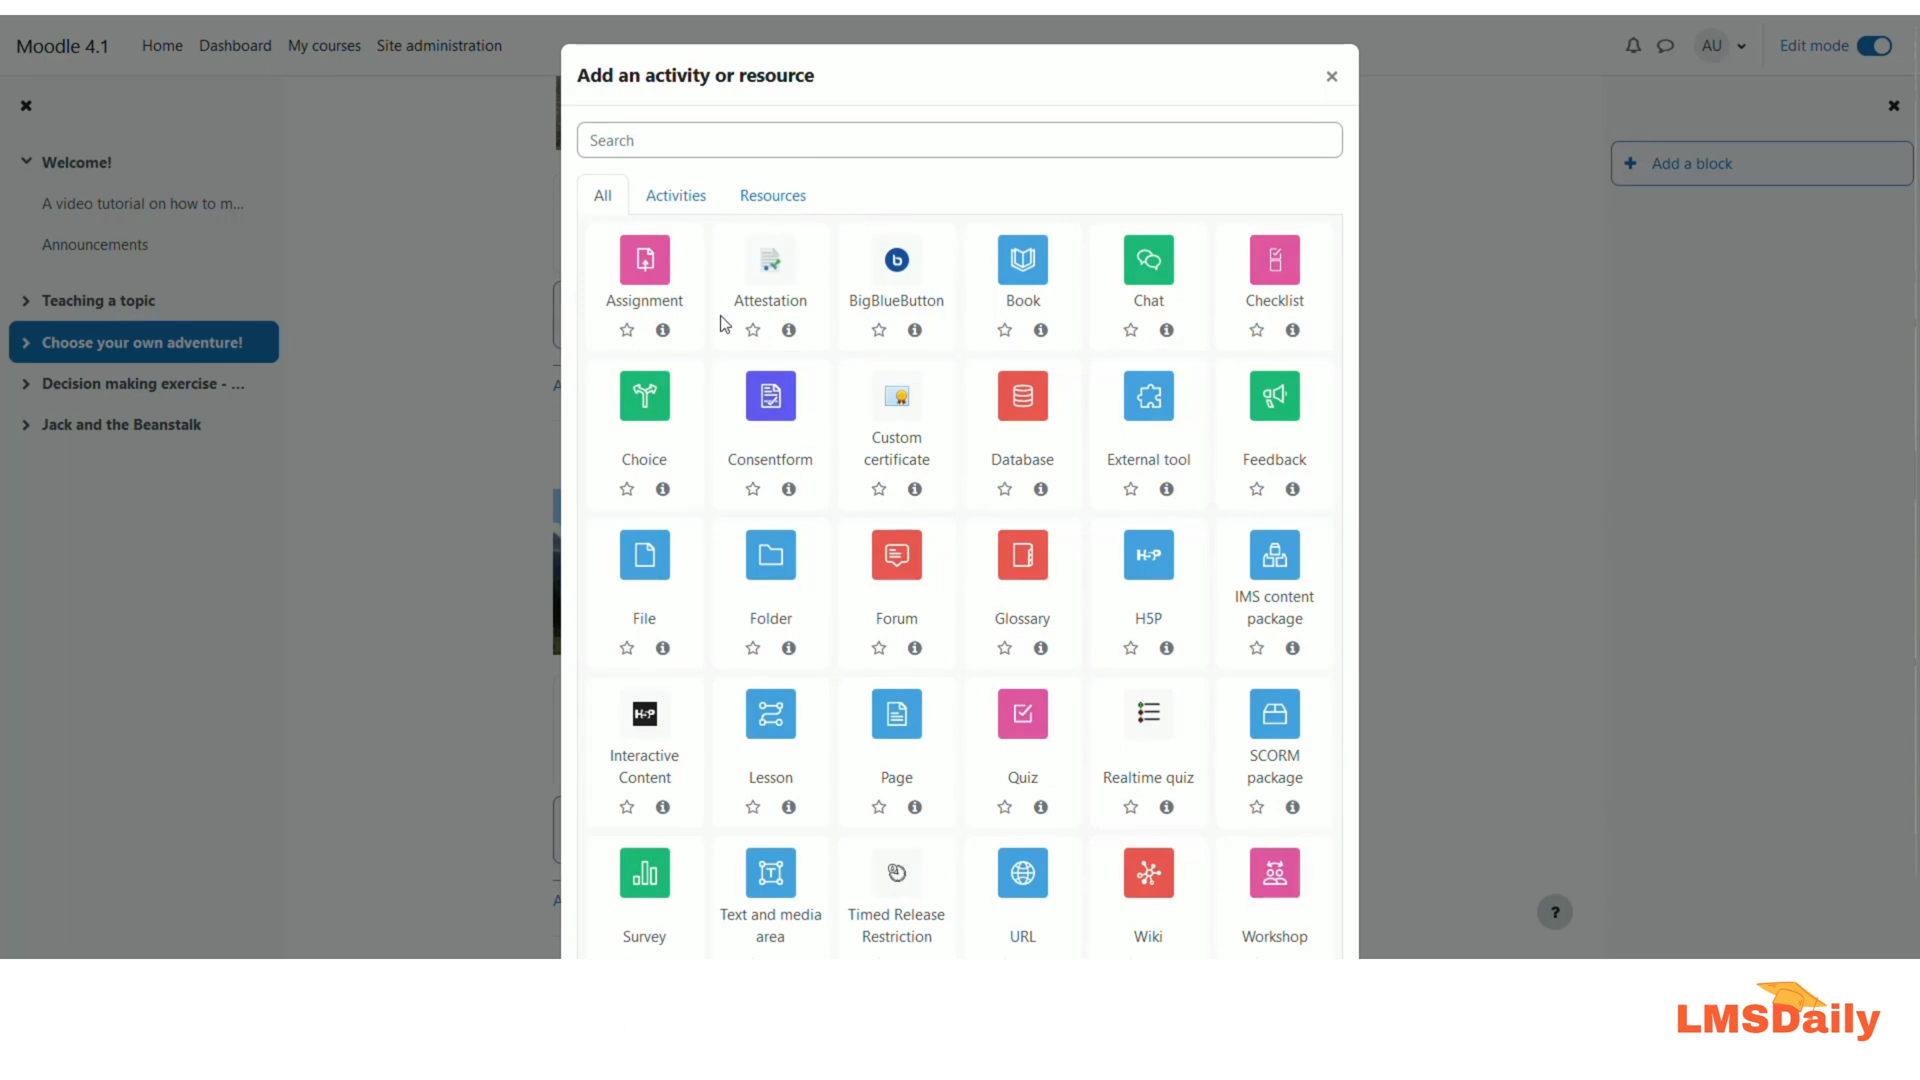 Moodle 4.1
Home
Dashboard
My courses
Site administration
AU
Edit mode
Add an activity or resource
Search
All
Activities
Resources
Welcome!
A video tutorial on how to m...
Announcements
Teaching a topic
Choose your own adventure!
Decision making exercise - ...
Jack and the Beanstalk
Add a block
b
Assignment
Attestation
BigBlueButton
Book
Chat
Checklist
Choice
Consentform
Custom
certificate
Database
External tool
Feedback
H5P
File
Folder
Forum
Glossary
H5P
IMS content
package
H5P
Interactive
Content
Lesson
Page
Quiz
Realtime quiz
SCORM
package
T
Survey
Text and media
area
Timed Release
Restriction
URL
Wiki
Workshop
A
A
?
LMSDaily